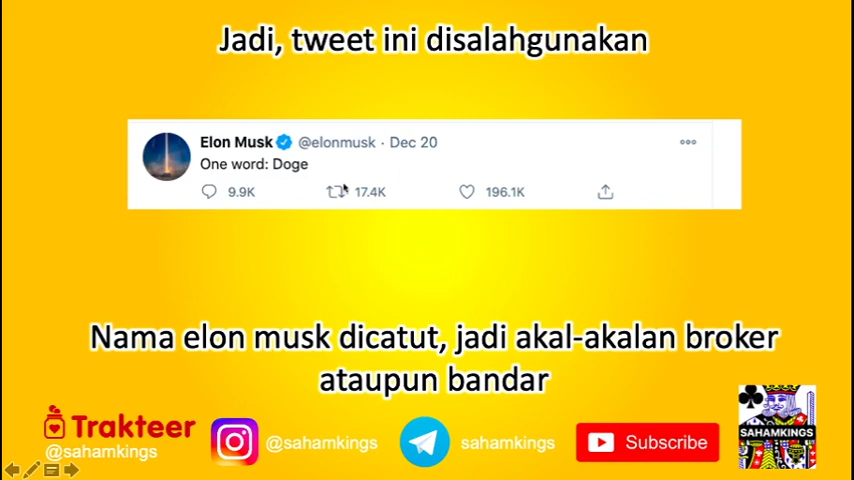 Jadi, tweet ini disalahgunakan
Elon Musk @elonmusk · Dec 20
One word: Doge
9.9K 17.4K 196.1K
Nama elon musk dicatut, jadi akal-akalan broker
ataupun bandar
Trakteer
@sahamkings
@sahamkings
sahamkings
Subscribe
SAHAMKINGS